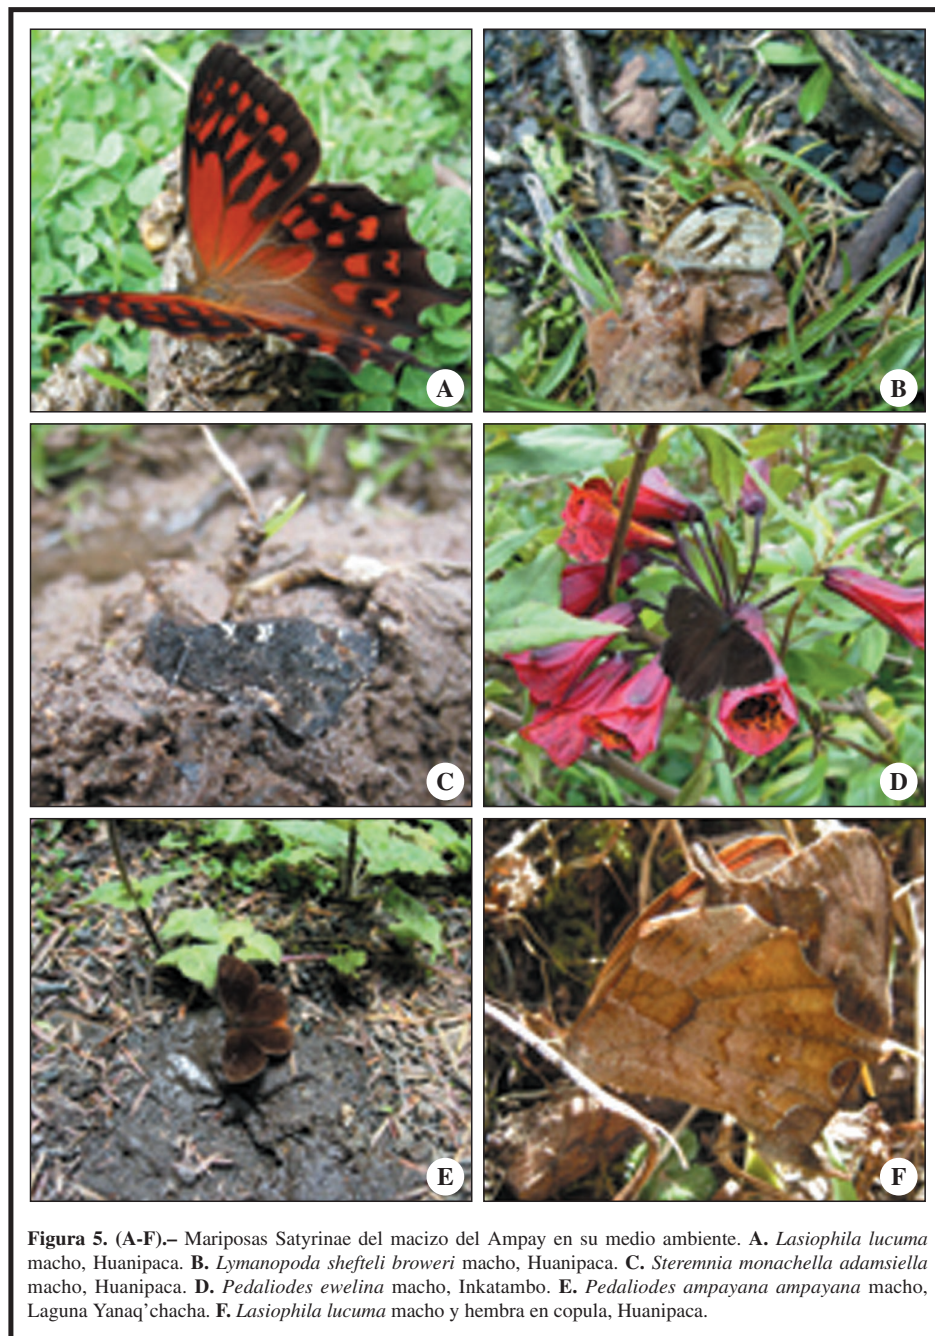 A
B
C
D
E
F
Figura 5. (A-F).– Mariposas Satyrinae del macizo del Ampay en su medio ambiente. A. Lasiophila lucuma
macho, Huanipaca. B. Lymanopoda shefteli broweri macho, Huanipaca. C. Steremnia monachella adamsiella
macho, Huanipaca. D. Pedaliodes ewelina macho, Inkatambo. E. Pedaliodes ampayana ampayana macho,
Laguna Yanaq’chacha. F. Lasiophila lucuma macho y hembra en copula, Huanipaca.